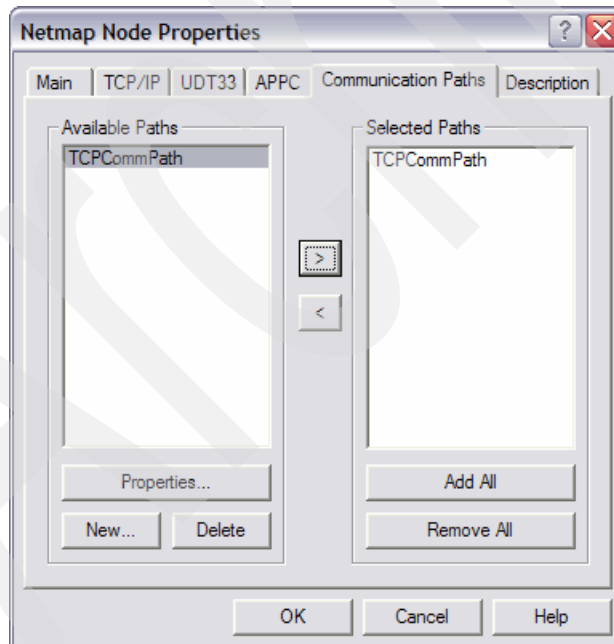 Netmap Node Properties
Main TCP/IP UDT33 APPC Communication Paths Description
Available Paths
TCPCommPath
Selected Paths
TCPCommPath
>
<
Properties...
New... Delete
Add All
Remove All
OK Cancel Help